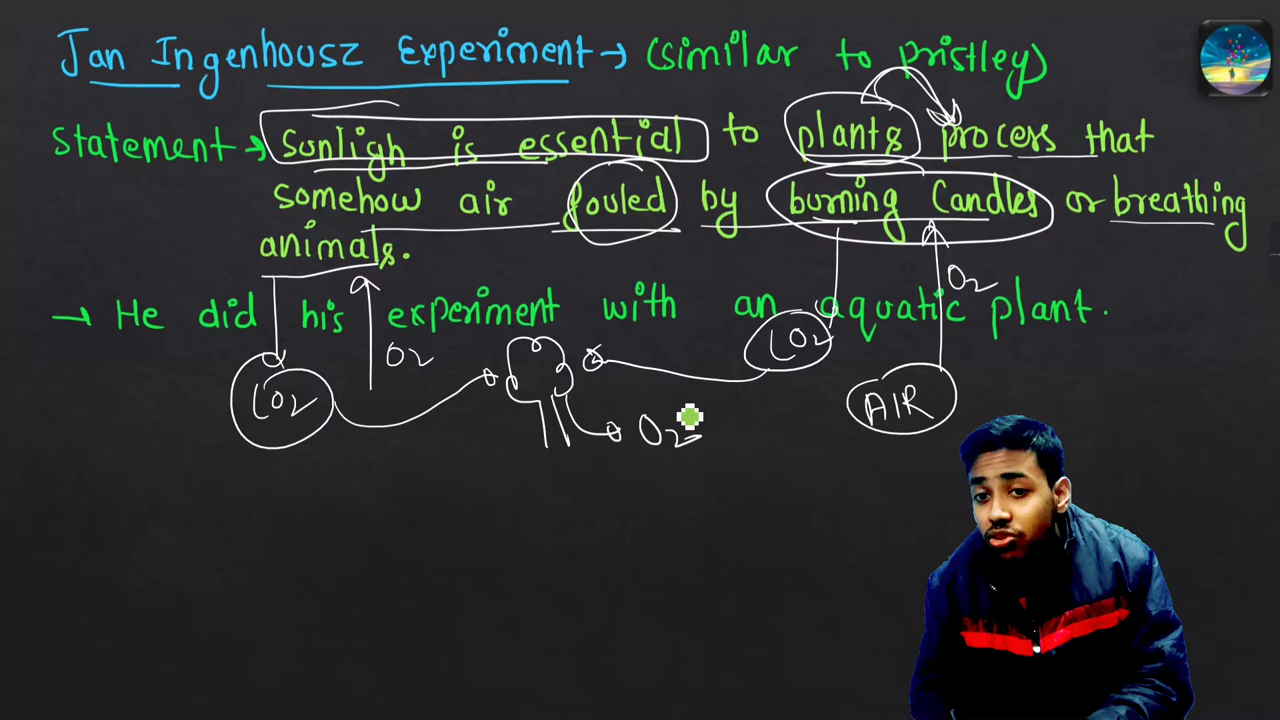 Jan Ingenhousz Experiment → (similar to pristley)
statement → Sunligh is essential to plants process that
somehow air fouled by burning Candles or breathing
animals.
→ He did his experiment with an aquatic plant.
O2
CO2 O2 CO2 AIR
O2